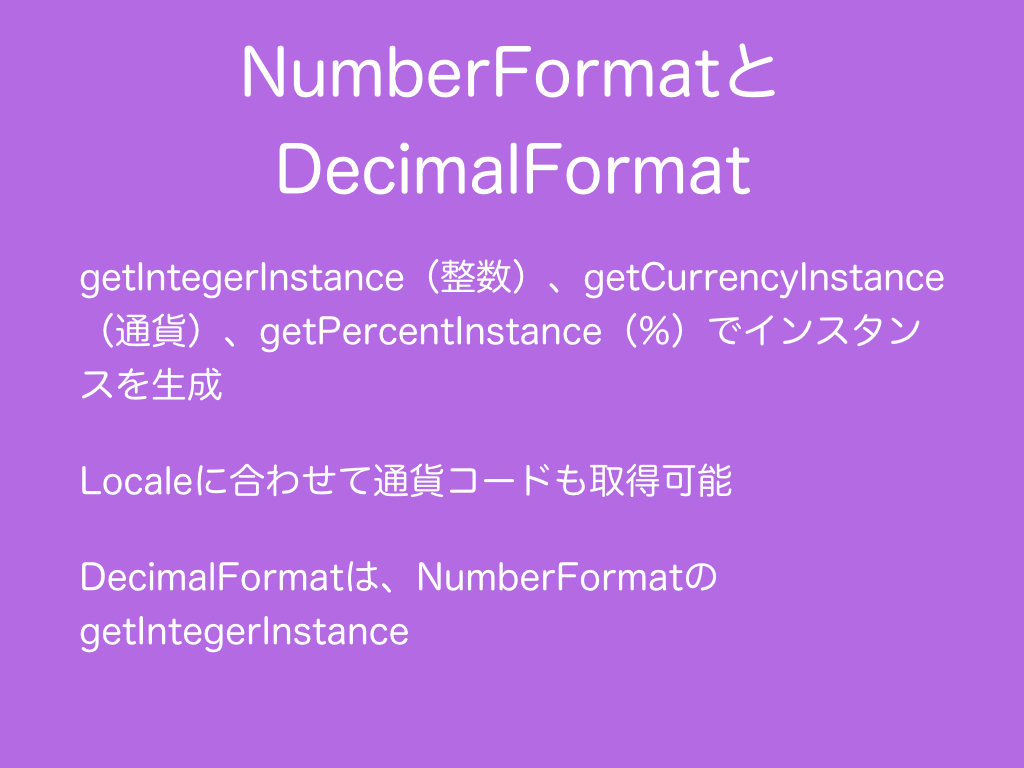 NumberFormatと
DecimalFormat
getIntegerInstance（整数）、getCurrencyInstance
（通貨）、getPercentInstance（%）でインスタン
スを生成
Localeに合わせて通貨コードも取得可能
DecimalFormatは、NumberFormatの
getIntegerInstance